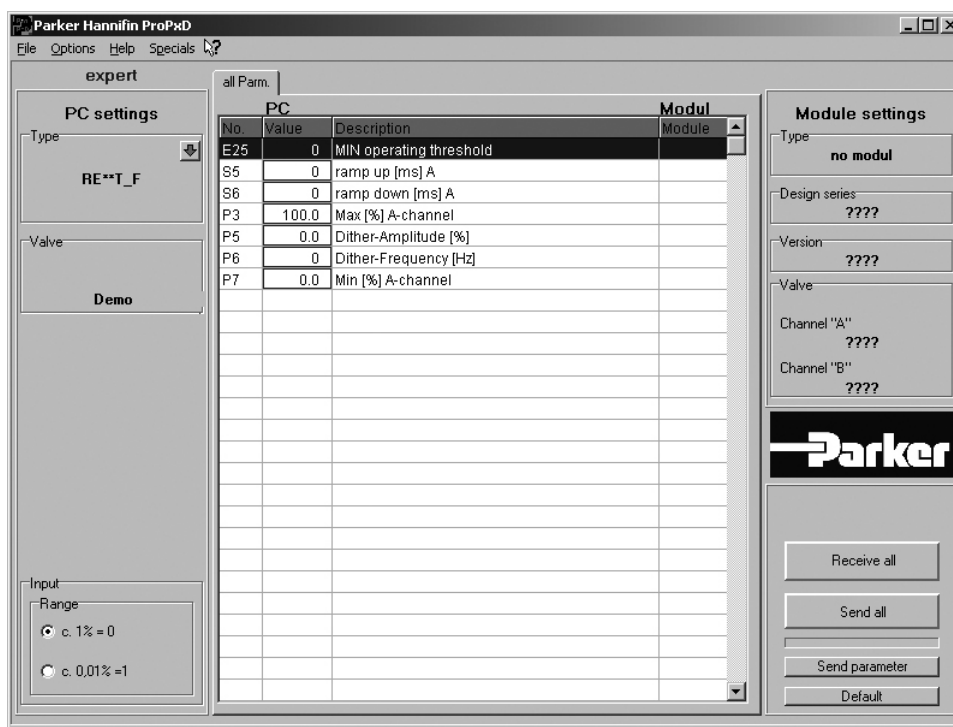 Parker Hannifin ProPxD
File Options Help Specials
expert
PC settings
Type
RE**T_F
Valve
Demo
Input
Range
c. 1% = 0
c. 0,01% =1
all Parm.
PC Modul
No. Value Description Module
E25 0 MIN operating threshold
S5 0 ramp up [ms] A
S6 0 ramp down [ms] A
P3 100.0 Max [%] A-channel
P5 0.0 Dither-Amplitude [%]
P6 0 Dither-Frequency [Hz]
P7 0.0 Min [%] A-channel
Module settings
Type
no modul
Design series
????
Version
????
Valve
Channel "A"
????
Channel "B"
????
Parker
Receive all
Send all
Send parameter
Default